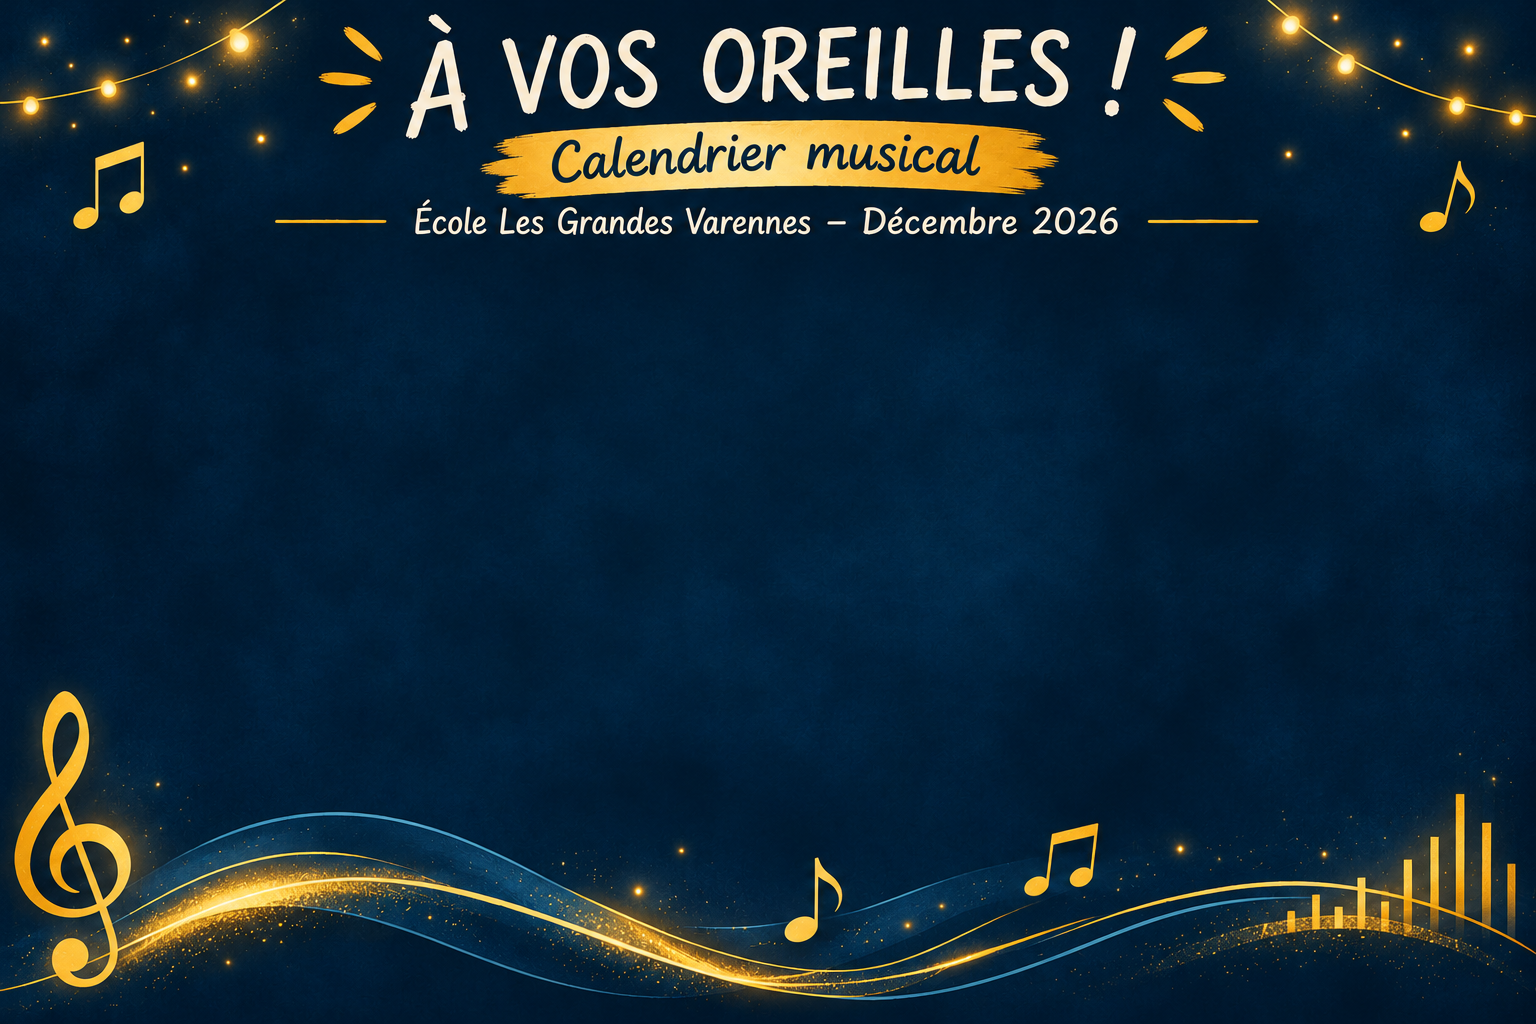 À VOS OREILLES !
Calendrier musical
École Les Grandes Varennes – Décembre 2026